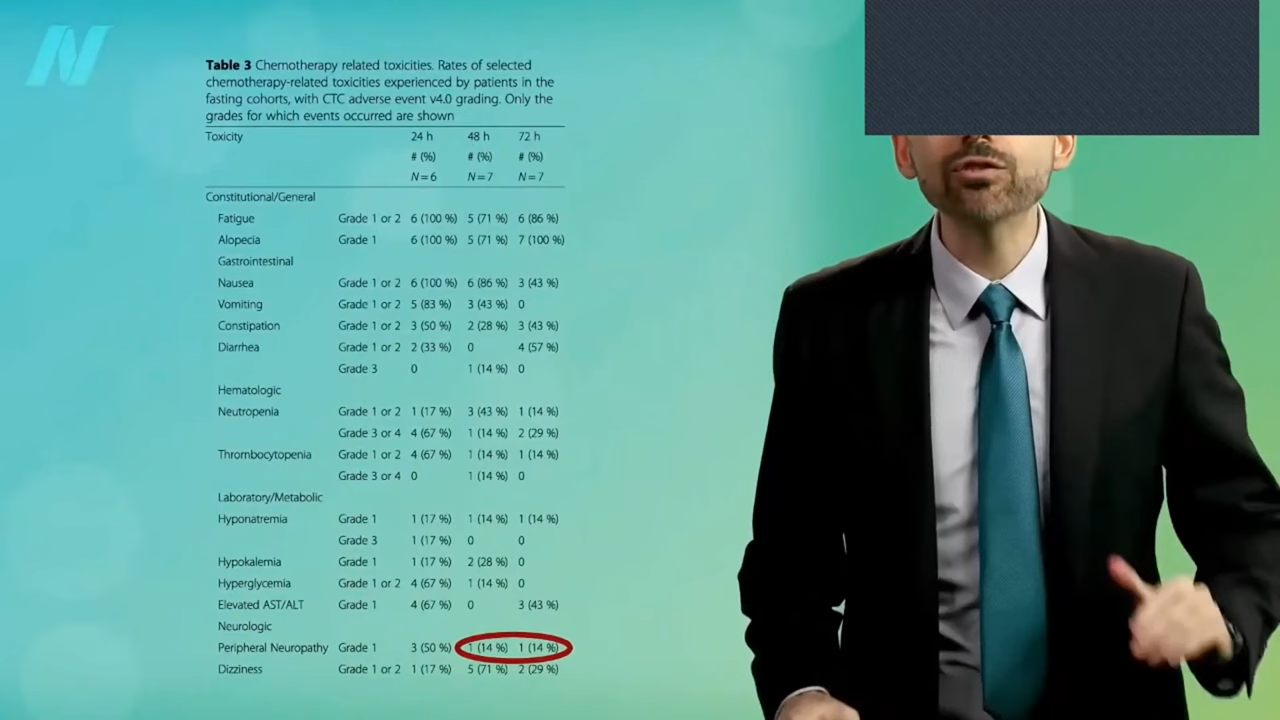 N
Table 3 Chemotherapy related toxicities. Rates of selected
chemotherapy-related toxicities experienced by patients in the
fasting cohorts, with CTC adverse event v4.0 grading. Only the
grades for which events occurred are shown
Toxicity 24 h 48 h 72 h
# (%) # (%) # (%)
N=6 N=7 N=7
Constitutional/General
Fatigue Grade 1 or 2 6 (100 %) 5 (71 %) 6 (86 %)
Alopecia Grade 1 6 (100 %) 5 (71 %) 7 (100 %)
Gastrointestinal
Nausea Grade 1 or 2 6 (100 %) 6 (86 %) 3 (43 %)
Vomiting Grade 1 or 2 5 (83 %) 3 (43 %) 0
Constipation Grade 1 or 2 3 (50 %) 2 (28 %) 3 (43 %)
Diarrhea Grade 1 or 2 2 (33 %) 0 4 (57 %)
Grade 3 0 1 (14 %) 0
Hematologic
Neutropenia Grade 1 or 2 1 (17 %) 3 (43 %) 1 (14 %)
Grade 3 or 4 4 (67 %) 1 (14 %) 2 (29 %)
Thrombocytopenia Grade 1 or 2 4 (67 %) 1 (14 %) 1 (14 %)
Grade 3 or 4 0 1 (14 %) 0
Laboratory/Metabolic
Hyponatremia Grade 1 1 (17 %) 1 (14 %) 1 (14 %)
Grade 3 1 (17 %) 0 0
Hypokalemia Grade 1 1 (17 %) 2 (28 %) 0
Hyperglycemia Grade 1 or 2 4 (67 %) 1 (14 %) 0
Elevated AST/ALT Grade 1 4 (67 %) 0 3 (43 %)
Neurologic
Peripheral Neuropathy Grade 1 3 (50 %) 1 (14 %) 1 (14 %)
Dizziness Grade 1 or 2 1 (17 %) 5 (71 %) 2 (29 %)